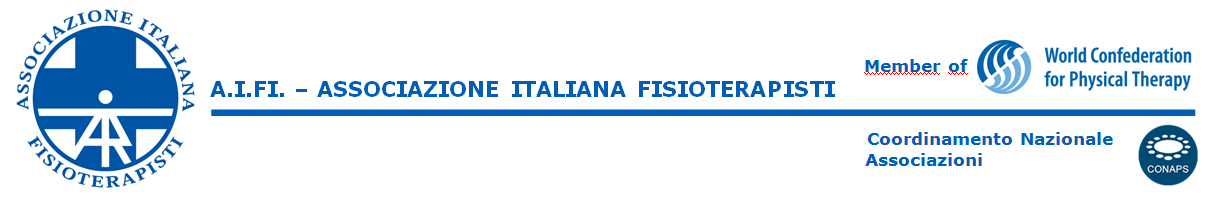 ASSOCIAZIONE ITALIANA
FISIOTERAPISTI
A.I.FI. – ASSOCIAZIONE ITALIANA FISIOTERAPISTI
Member of
World Confederation
for Physical Therapy
Coordinamento Nazionale
Associazioni
CONAPS